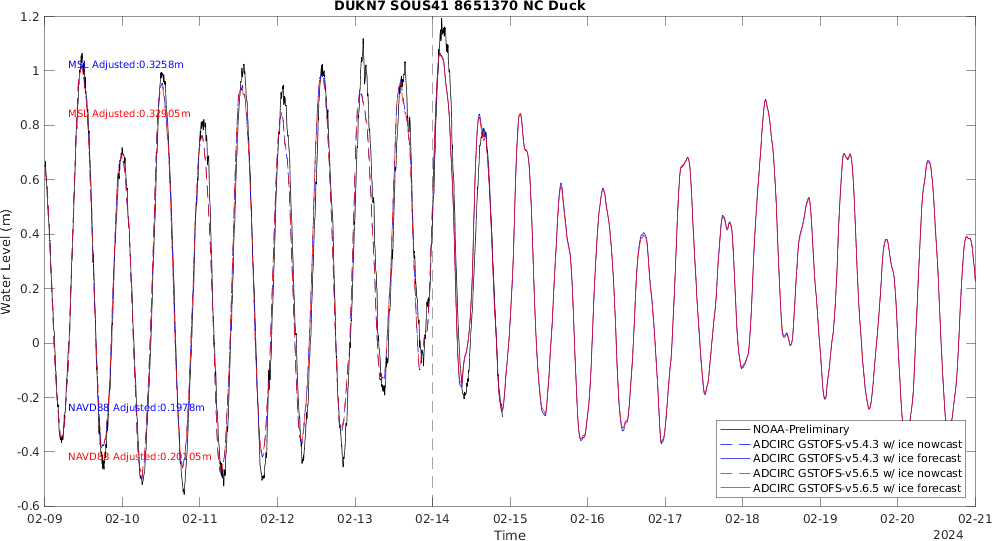 DUKN7 SOUS41 8651370 NC Duck
1.2
1
0.8
0.6
0.4
0.2
0
-0.2
-0.4
-0.6
Water Level (m)
MSL Adjusted:0.3258m
MSL Adjusted:0.32905m
NAVD88 Adjusted:0.1978m
NAVD88 Adjusted:0.20105m
NOAA-Preliminary
ADCIRC GSTOFS-v5.4.3 w/ ice nowcast
ADCIRC GSTOFS-v5.4.3 w/ ice forecast
ADCIRC GSTOFS-v5.6.5 w/ ice nowcast
ADCIRC GSTOFS-v5.6.5 w/ ice forecast
02-09 02-10 02-11 02-12 02-13 02-14 02-15 02-16 02-17 02-18 02-19 02-20 02-21
Time
2024